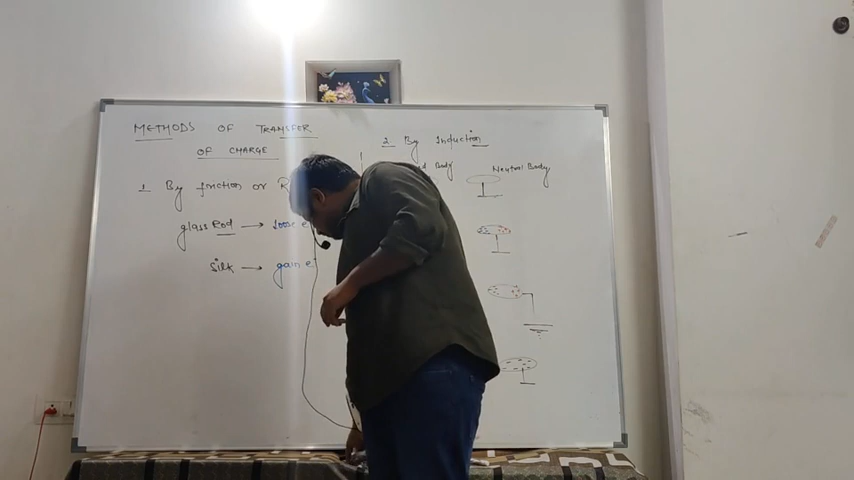 METHODS OF TRANSFER
OF CHARGE
1 By friction or
glass Rod → loose e
Silk → gain e
2 By Induction
Body
Neutral Body